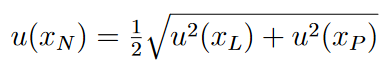 u(x_N) = \frac{1}{2}\sqrt{u^2(x_L) + u^2(x_P)}